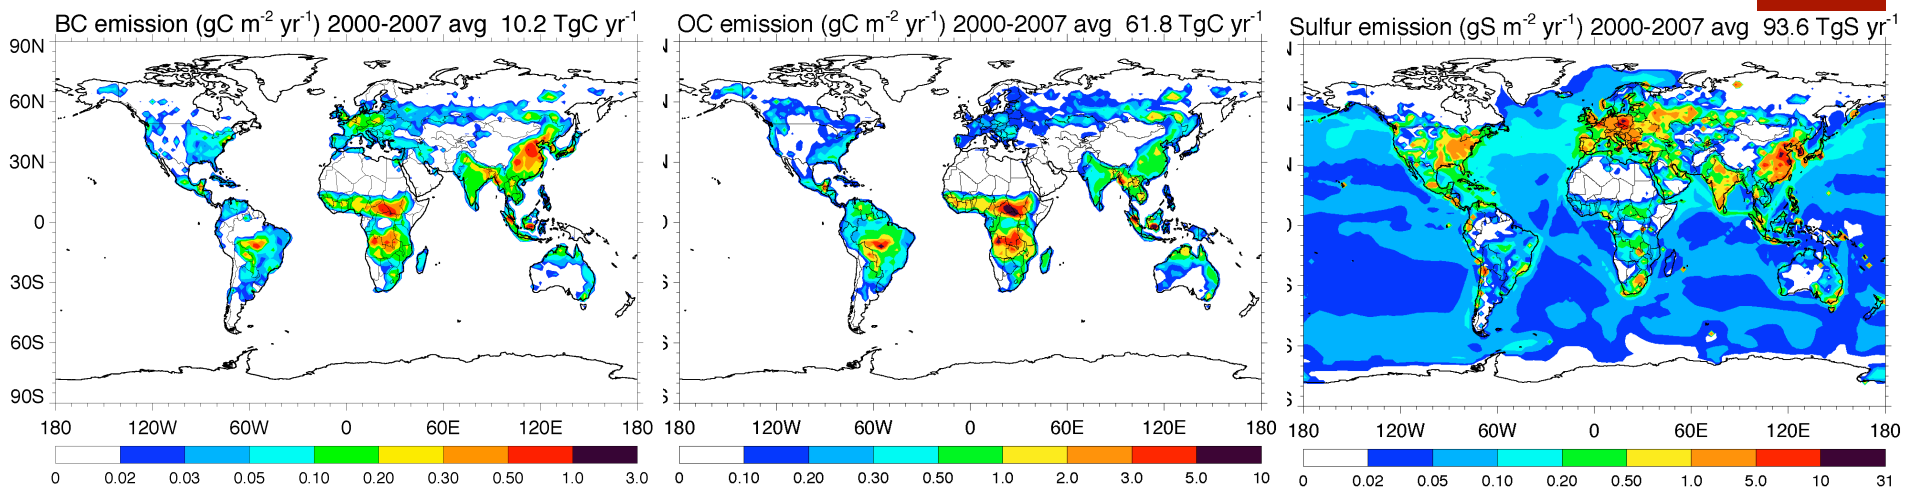 BC emission (gC m-2 yr-1) 2000-2007 avg 10.2 TgC yr-1
90N
60N
30N
0
30S
60S
90S
180 120W 60W 0 60E 120E 180
0 0.02 0.03 0.05 0.10 0.20 0.30 0.50 1.0 3.0
OC emission (gC m-2 yr-1) 2000-2007 avg 61.8 TgC yr-1
N
N
N
0
S
S
S
180 120W 60W 0 60E 120E 180
0 0.10 0.20 0.30 0.50 1.0 2.0 3.0 5.0 10
Sulfur emission (gS m-2 yr-1) 2000-2007 avg 93.6 TgS yr-1
N
N
N
0
S
S
S
180 120W 60W 0 60E 120E 180
0 0.02 0.05 0.10 0.20 0.50 1.0 5.0 10 31